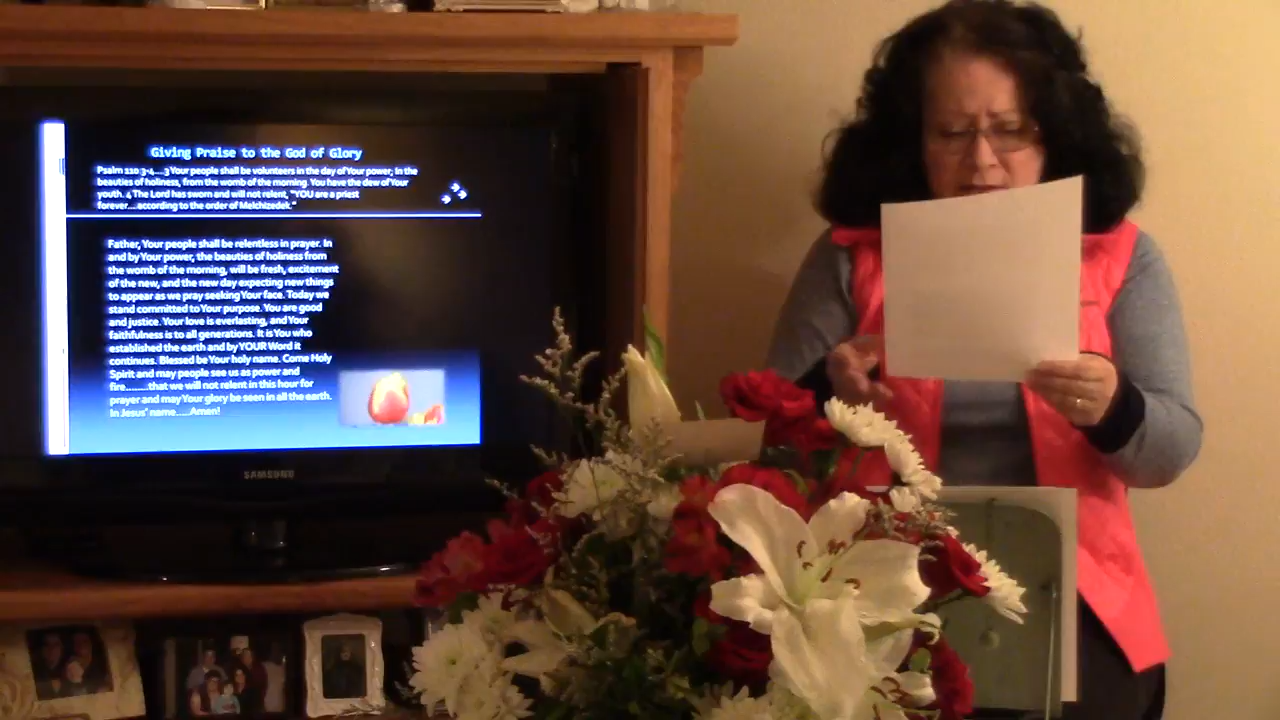 Giving Praise to the God of Glory
Psalm 110 3-4....3 Your people shall be volunteers in the day of Your power, In the
beauties of holiness, from the womb of the morning. You have the dew of Your
youth. 4 The Lord has sworn and will not relent, "YOU are a priest
forever....according to the order of Melchizedek."
Father, Your people shall be relentless in prayer. In
and by Your power, the beauties of holiness from
the womb of the morning, will be fresh, excitement
of the new, and the new day expecting new things
to appear as we pray seeking Your face. Today we
stand committed to Your purpose. You are good
and justice. Your love is everlasting, and Your
faithfulness is to all generations. It is You who
established the earth and by YOUR Word it
continues. Blessed be Your holy name. Come Holy
Spirit and may people see us as power and
fire........that we will not relent in this hour for
prayer and may Your glory be seen in all the earth.
In Jesus' name.....Amen!
SAMSUNG